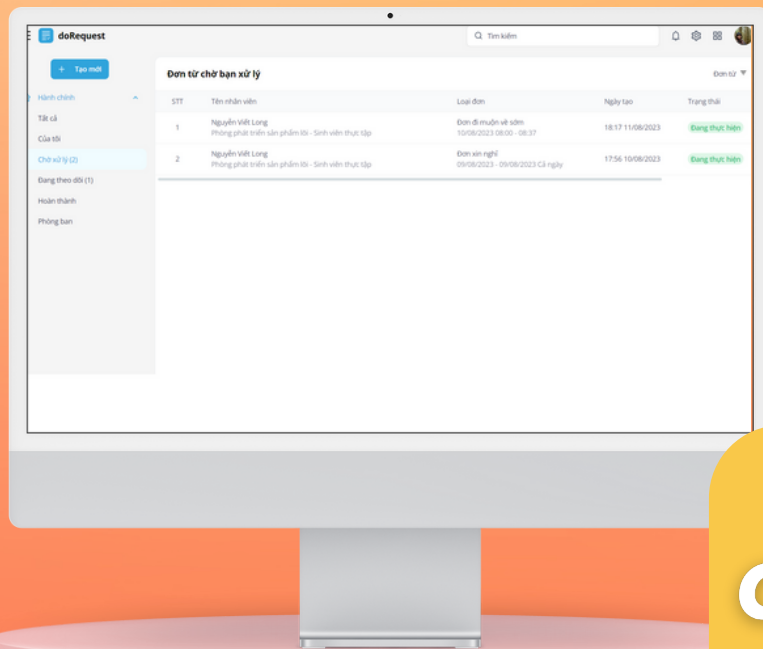 doRequest
Tìm kiếm
+ Tạo mới
Hành chính
Tất cả
Của tôi
Chờ xử lý (2)
Đang theo dõi (1)
Hoàn thành
Phòng ban
Đơn từ chờ bạn xử lý
Đơn từ
STT Tên nhân viên Loại đơn Ngày tạo Trạng thái
1 Nguyễn Viết Long Đơn đi muộn về sớm 18:17 11/08/2023 Đang thực hiện
Phòng phát triển sản phẩm lõi - Sinh viên thực tập 10/08/2023 08:00 - 08:37
2 Nguyễn Viết Long Đơn xin nghỉ 17:56 10/08/2023 Đang thực hiện
Phòng phát triển sản phẩm lõi - Sinh viên thực tập 09/08/2023 - 09/08/2023 Cả ngày